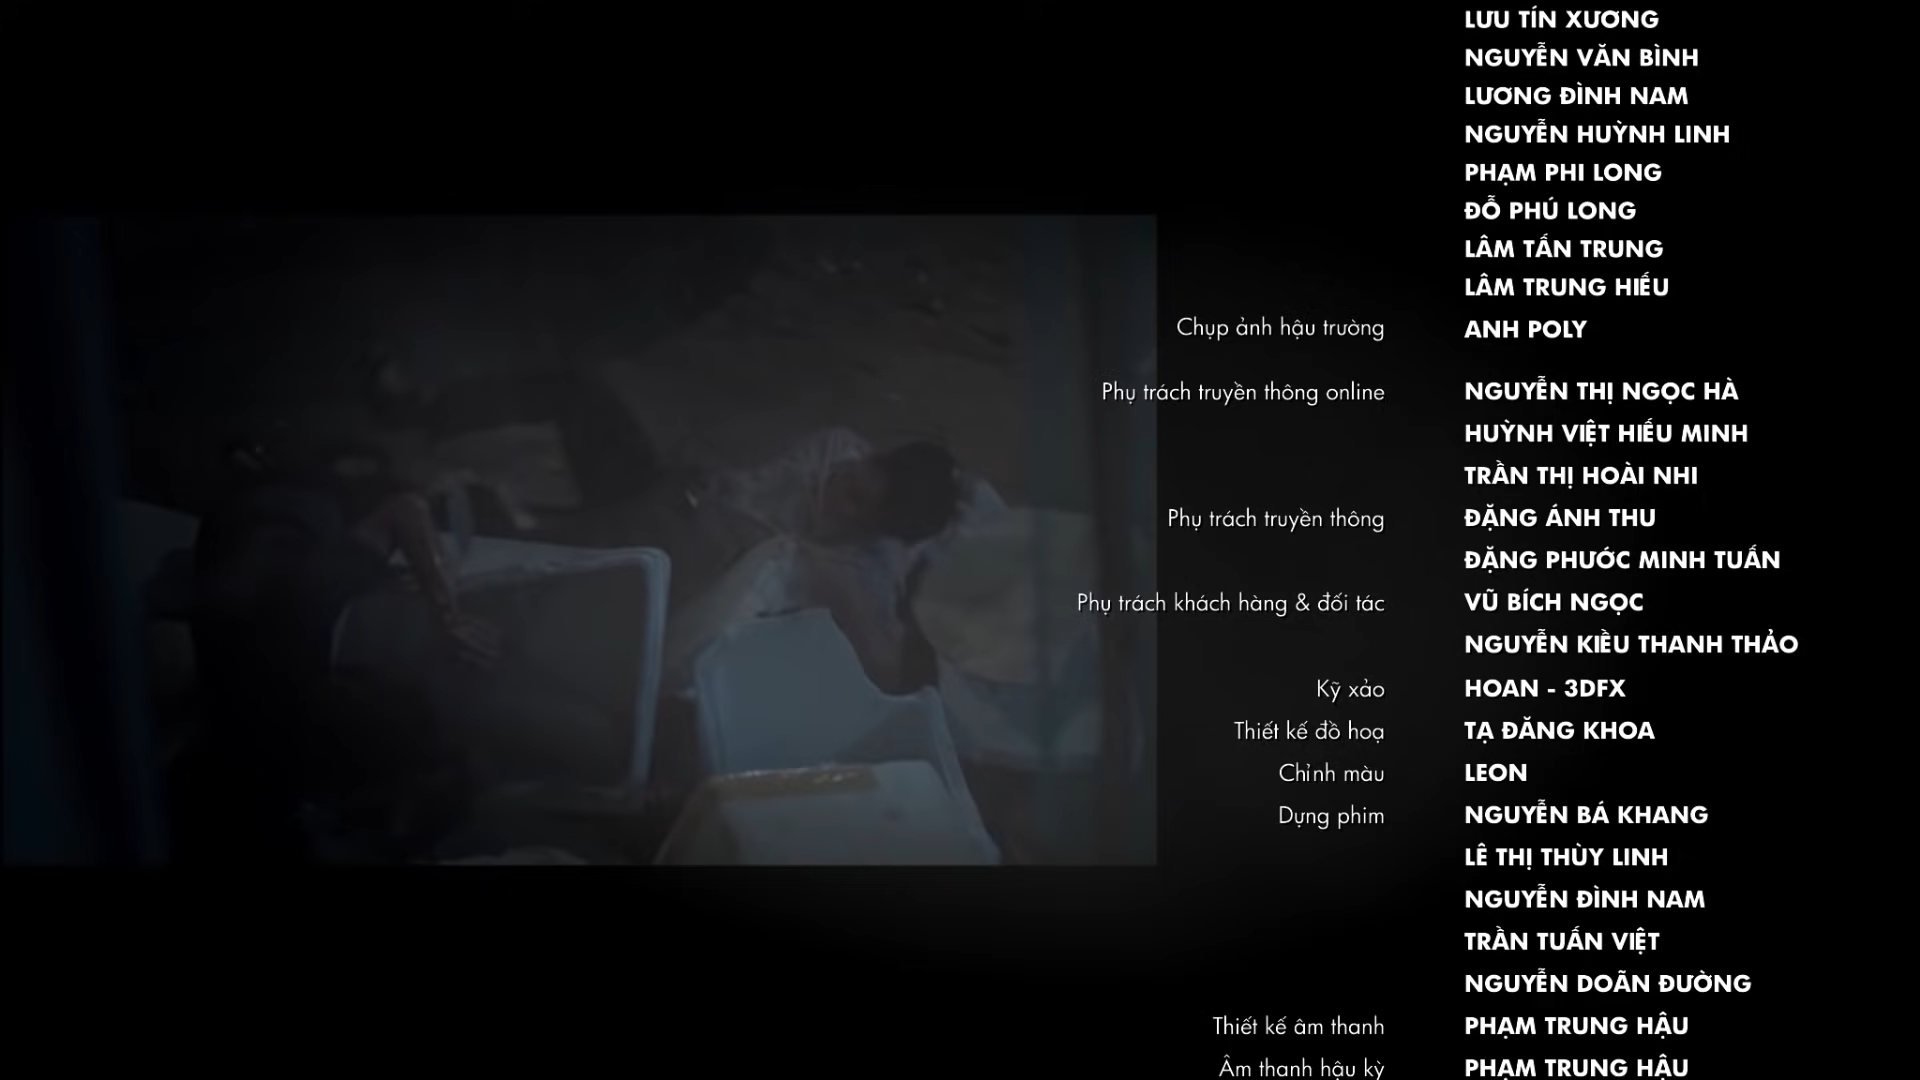 LƯU TÍN XƯƠNG
NGUYỄN VĂN BÌNH
LƯƠNG ĐÌNH NAM
NGUYỄN HUỲNH LINH
PHẠM PHI LONG
ĐỖ PHÚ LONG
LÂM TẤN TRUNG
LÂM TRUNG HIẾU
Chụp ảnh hậu trường ANH POLY
Phụ trách truyền thông online NGUYỄN THỊ NGỌC HÀ
HUỲNH VIỆT HIẾU MINH
TRẦN THỊ HOÀI NHI
Phụ trách truyền thông ĐẶNG ÁNH THU
ĐẶNG PHƯỚC MINH TUẤN
Phụ trách khách hàng & đối tác VŨ BÍCH NGỌC
NGUYỄN KIỀU THANH THẢO
Kỹ xảo HOAN - 3DFX
Thiết kế đồ hoạ TẠ ĐĂNG KHOA
Chỉnh màu LEON
Dựng phim NGUYỄN BÁ KHANG
LÊ THỊ THÙY LINH
NGUYỄN ĐÌNH NAM
TRẦN TUẤN VIỆT
NGUYỄN DOÃN ĐƯỜNG
Thiết kế âm thanh PHẠM TRUNG HẬU
Âm thanh hậu kỳ PHẠM TRUNG HẬU